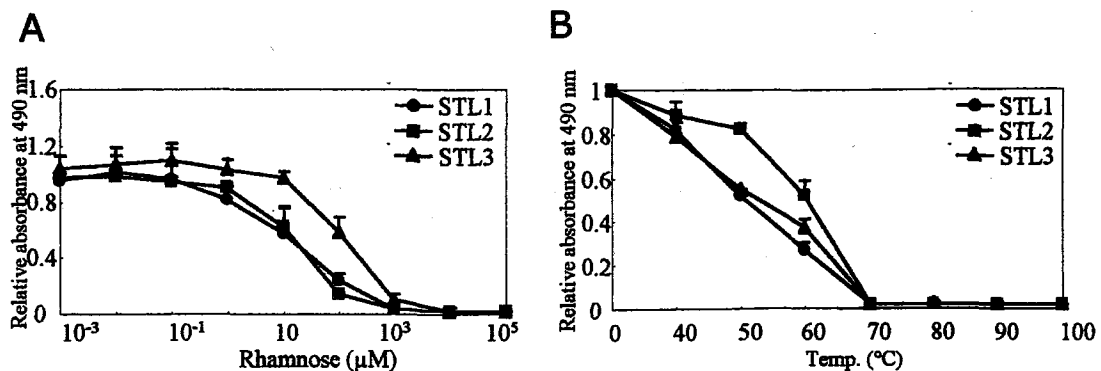 A
Relative absorbance at 490 nm
1.6
1.2
0.8
0.4
0
10⁻³
10⁻¹
10
10³
10⁵
Rhamnose (µM)
STL1
STL2
STL3
B
Relative absorbance at 490 nm
1
0.8
0.6
0.4
0.2
0
0
40
50
60
70
80
90
100
Temp. (°C)
STL1
STL2
STL3